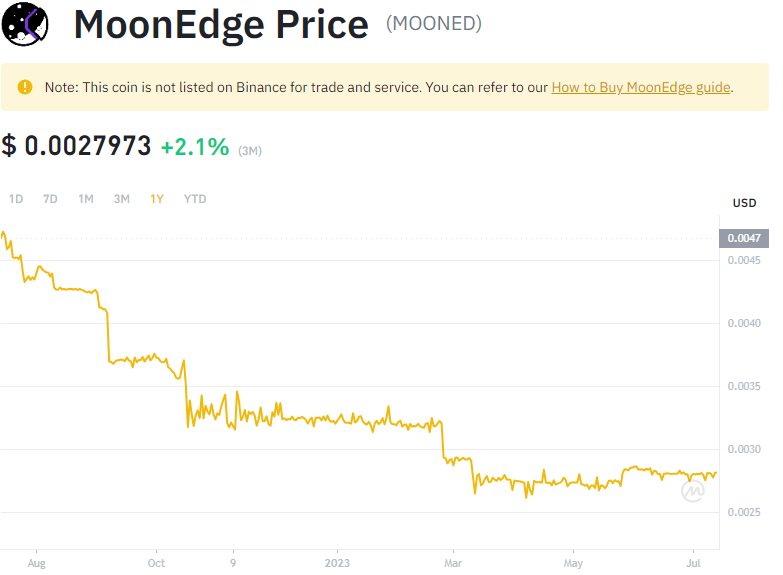 MoonEdge Price (MOONED)
Note: This coin is not listed on Binance for trade and service. You can refer to our How to Buy MoonEdge guide.
$ 0.0027973 +2.1% (3M)
1D 7D 1M 3M 1Y YTD
USD
0.0047
0.0045
0.0040
0.0035
0.0030
0.0025
Aug Oct 9 2023 Mar May Jul